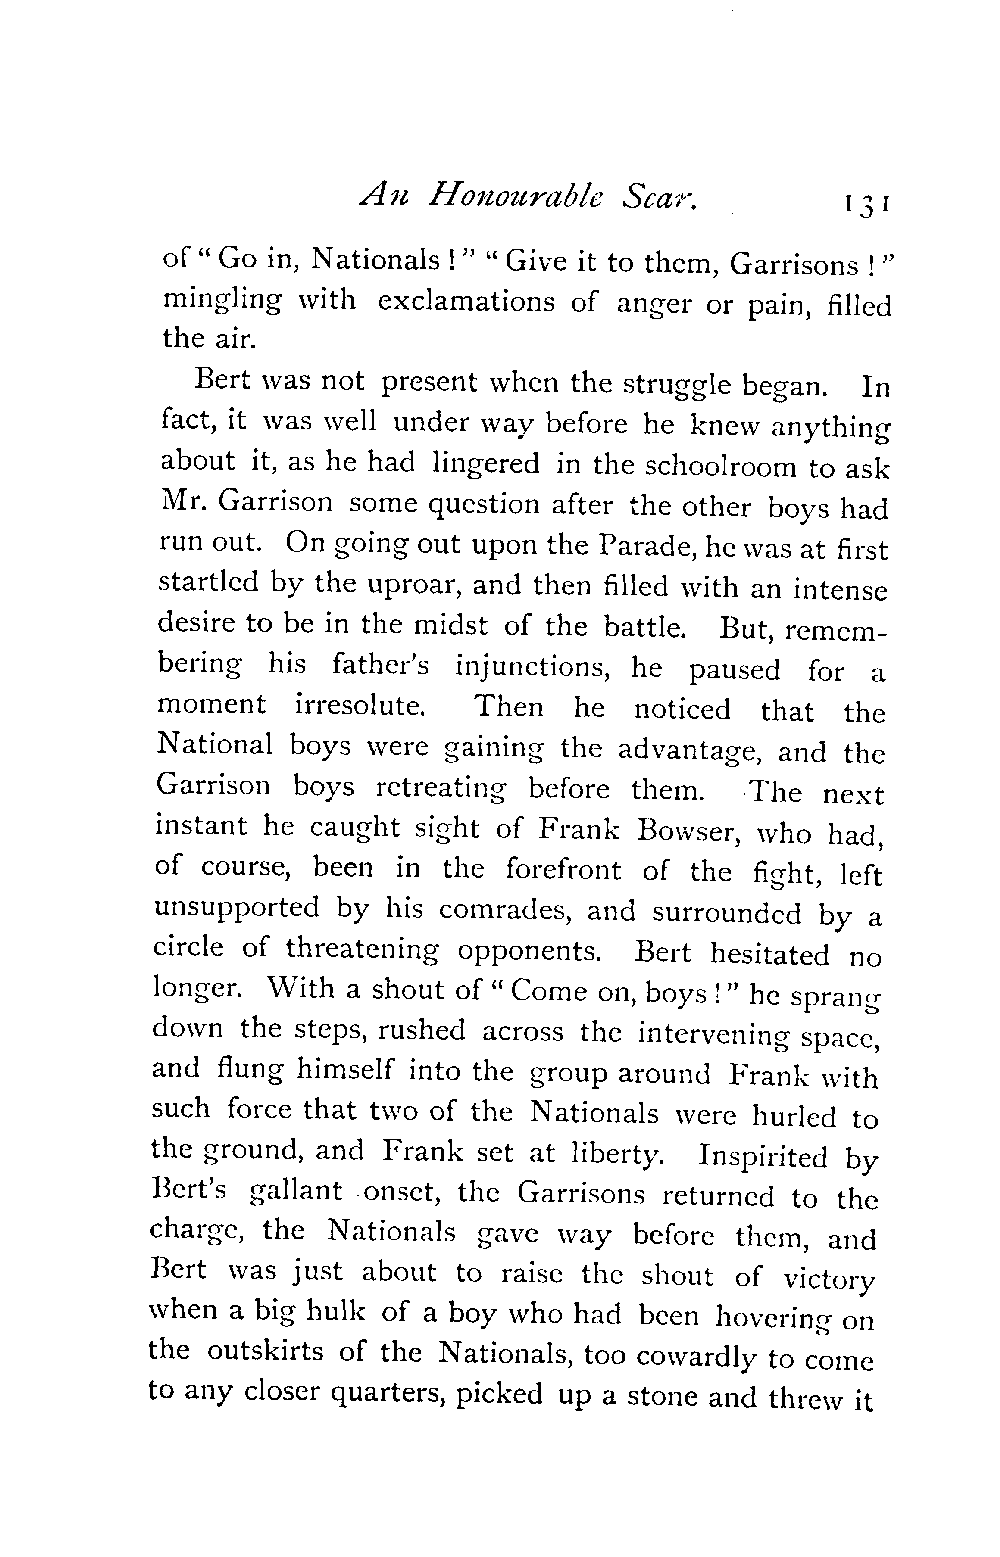 An Honourable Scar. 131
of “ Go in, Nationals ! ” “ Give it to them, Garrisons ! ”
mingling with exclamations of anger or pain, filled
the air.
Bert was not present when the struggle began. In
fact, it was well under way before he knew anything
about it, as he had lingered in the schoolroom to ask
Mr. Garrison some question after the other boys had
run out. On going out upon the Parade, he was at first
startled by the uproar, and then filled with an intense
desire to be in the midst of the battle. But, remem-
bering his father’s injunctions, he paused for a
moment irresolute. Then he noticed that the
National boys were gaining the advantage, and the
Garrison boys retreating before them. The next
instant he caught sight of Frank Bowser, who had,
of course, been in the forefront of the fight, left
unsupported by his comrades, and surrounded by a
circle of threatening opponents. Bert hesitated no
longer. With a shout of “ Come on, boys ! ” he sprang
down the steps, rushed across the intervening space,
and flung himself into the group around Frank with
such force that two of the Nationals were hurled to
the ground, and Frank set at liberty. Inspirited by
Bert’s gallant onset, the Garrisons returned to the
charge, the Nationals gave way before them, and
Bert was just about to raise the shout of victory
when a big hulk of a boy who had been hovering on
the outskirts of the Nationals, too cowardly to come
to any closer quarters, picked up a stone and threw it